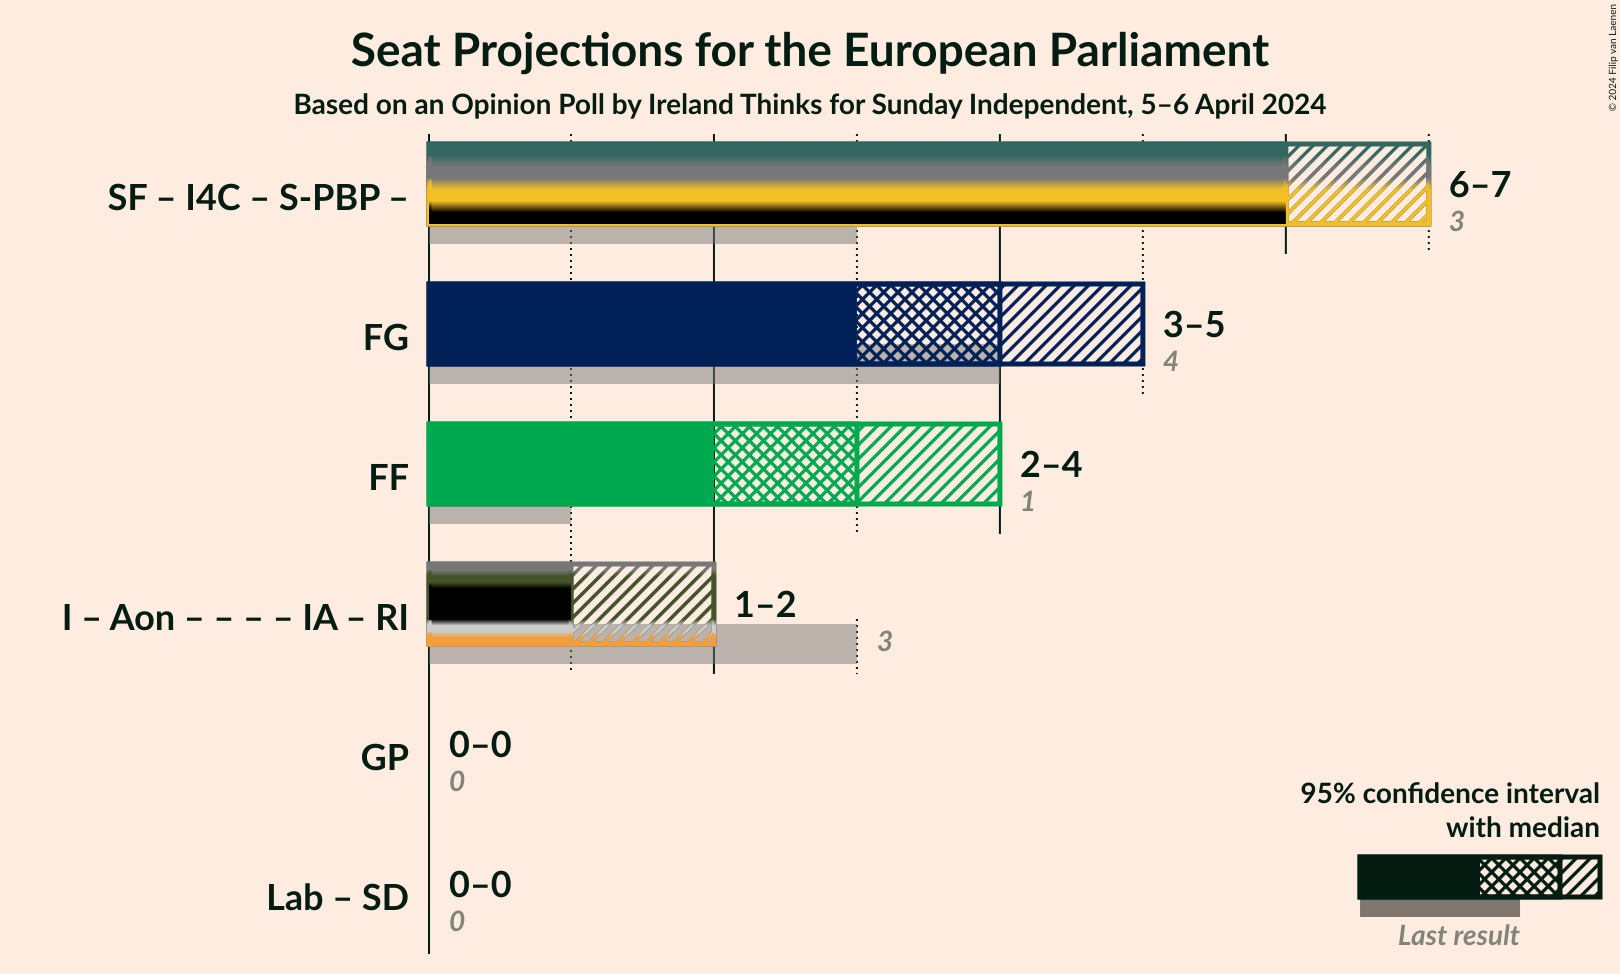 Seat Projections for the European Parliament
Based on an Opinion Poll by Ireland Thinks for Sunday Independent, 5–6 April 2024
© 2024 Filip van Laenen
SF – I4C – S-PBP –
6–7
3
FG
3–5
4
FF
2–4
1
I – Aon – – – – IA – RI
1–2
3
GP
0–0
0
Lab – SD
0–0
0
95% confidence interval
with median
Last result